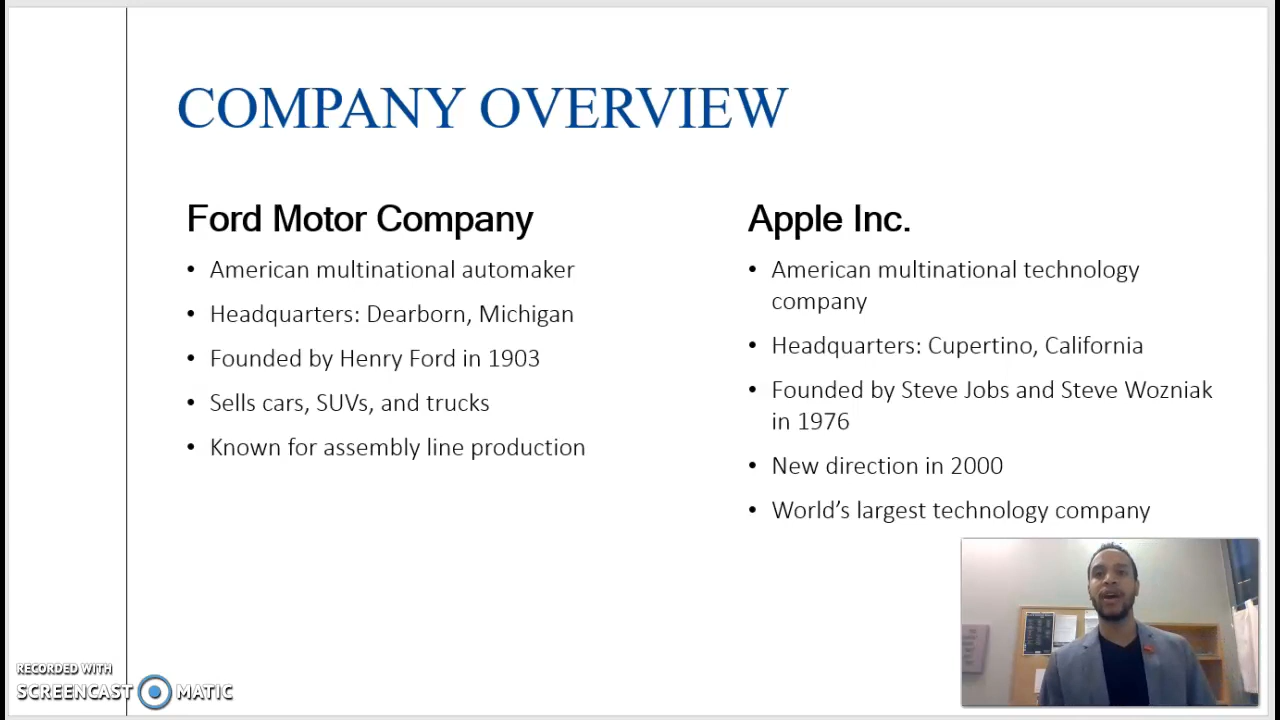 COMPANY OVERVIEW
Ford Motor Company
• American multinational automaker
• Headquarters: Dearborn, Michigan
• Founded by Henry Ford in 1903
• Sells cars, SUVs, and trucks
• Known for assembly line production
Apple Inc.
• American multinational technology
company
• Headquarters: Cupertino, California
• Founded by Steve Jobs and Steve Wozniak
in 1976
• New direction in 2000
• World’s largest technology company
RECORDED WITH
SCREENCAST MATIC